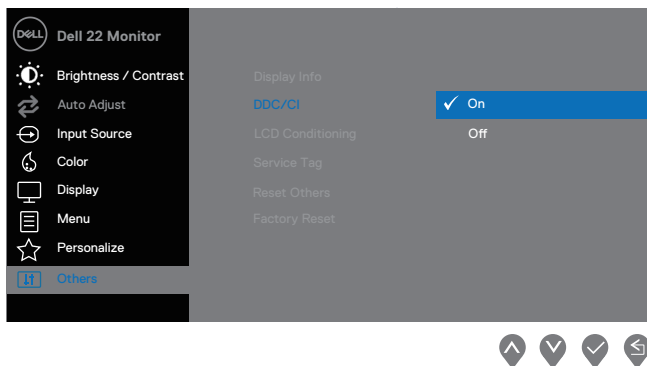 DELL
Dell 22 Monitor
Brightness / Contrast
Auto Adjust
Input Source
Color
Display
Menu
Personalize
Others
Display Info
DDC/CI
LCD Conditioning
Service Tag
Reset Others
Factory Reset
On
Off